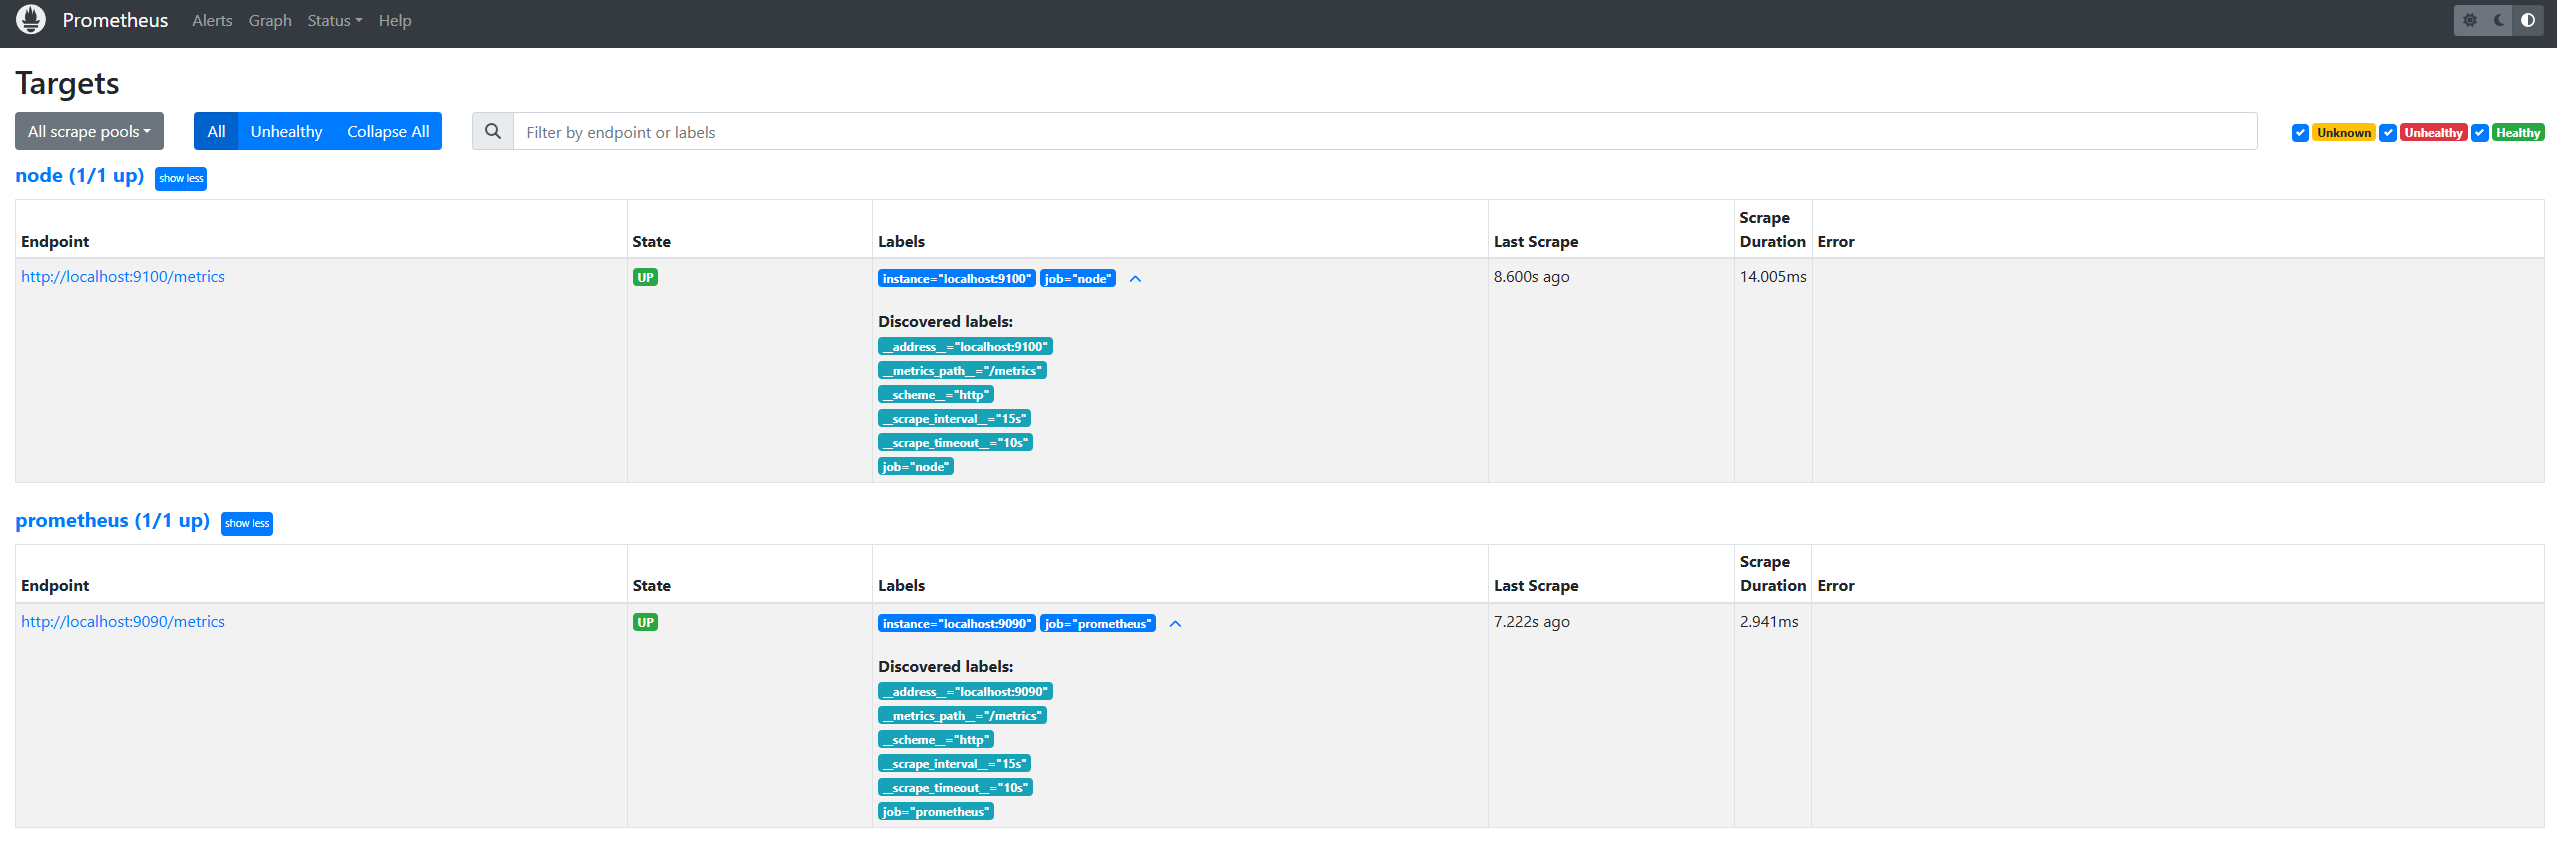 Prometheus Alerts Graph Status Help
Targets
All scrape pools All Unhealthy Collapse All Filter by endpoint or labels Unknown Unhealthy Healthy
node (1/1 up) show less
Endpoint State Labels Last Scrape Scrape Duration Error
http://localhost:9100/metrics UP instance="localhost:9100" job="node" 8.600s ago 14.005ms
Discovered labels:
__address__="localhost:9100"
__metrics_path__="/metrics"
__scheme__="http"
__scrape_interval__="15s"
__scrape_timeout__="10s"
job="node"
prometheus (1/1 up) show less
Endpoint State Labels Last Scrape Scrape Duration Error
http://localhost:9090/metrics UP instance="localhost:9090" job="prometheus" 7.222s ago 2.941ms
Discovered labels:
__address__="localhost:9090"
__metrics_path__="/metrics"
__scheme__="http"
__scrape_interval__="15s"
__scrape_timeout__="10s"
job="prometheus"